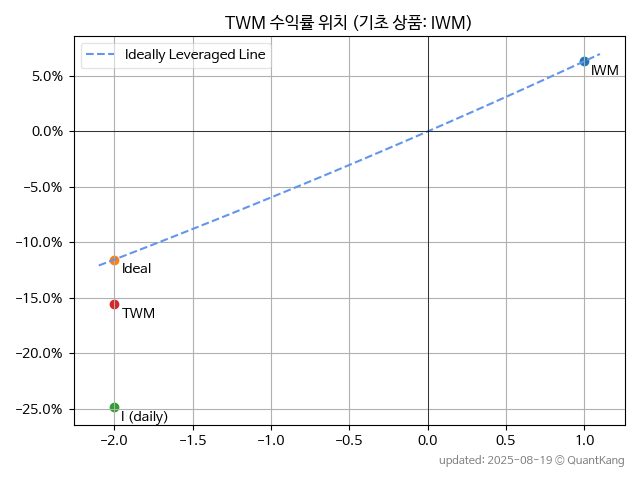 TWM 수익률 위치 (기초 상품: IWM)
Ideally Leveraged Line
5.0%
0.0%
−5.0%
−10.0%
−15.0%
−20.0%
−25.0%
IWM
Ideal
TWM
I (daily)
−2.0
−1.5
−1.0
−0.5
0.0
0.5
1.0
updated: 2025-08-19 © QuantKang